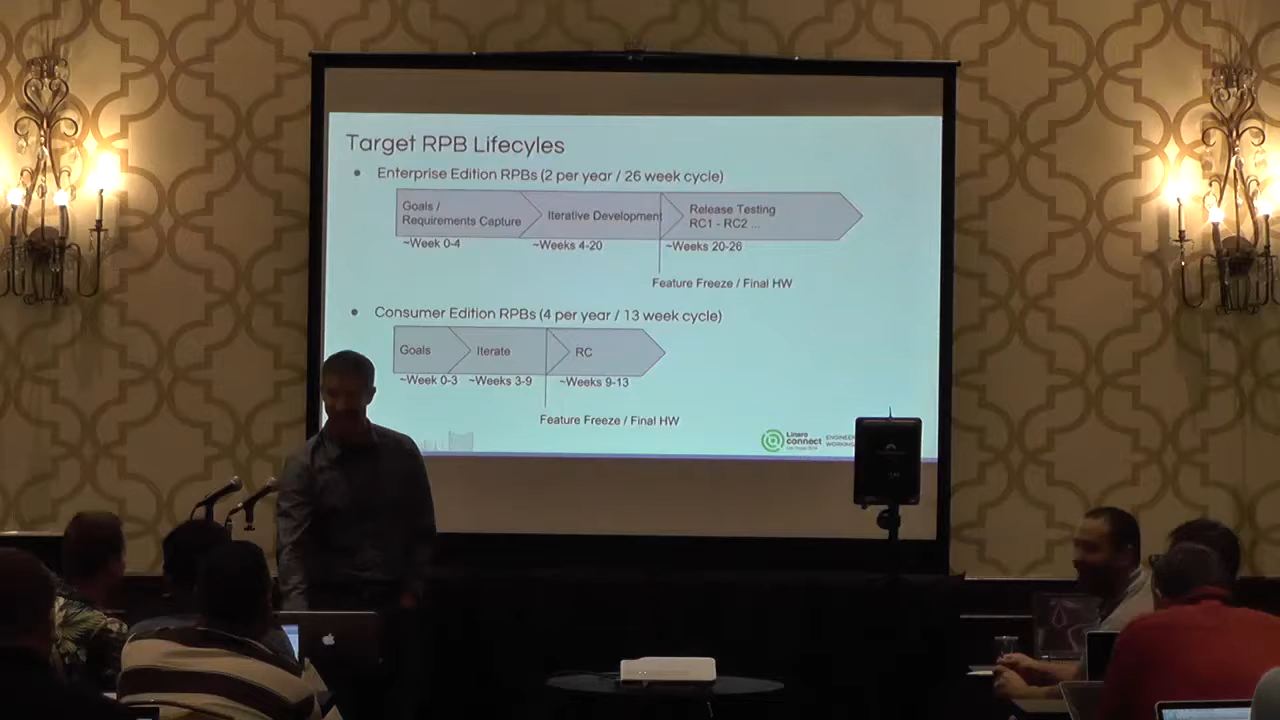 Target RPB Lifecyles
Enterprise Edition RPBs (2 per year / 26 week cycle)
Goals /
Requirements Capture
Iterative Development
Release Testing
RC1 - RC2 ...
~Week 0-4
~Weeks 4-20
~Weeks 20-26
Feature Freeze / Final HW
Consumer Edition RPBs (4 per year / 13 week cycle)
Goals
Iterate
RC
~Week 0-3
~Weeks 3-9
~Weeks 9-13
Feature Freeze / Final HW
Linaro
connect